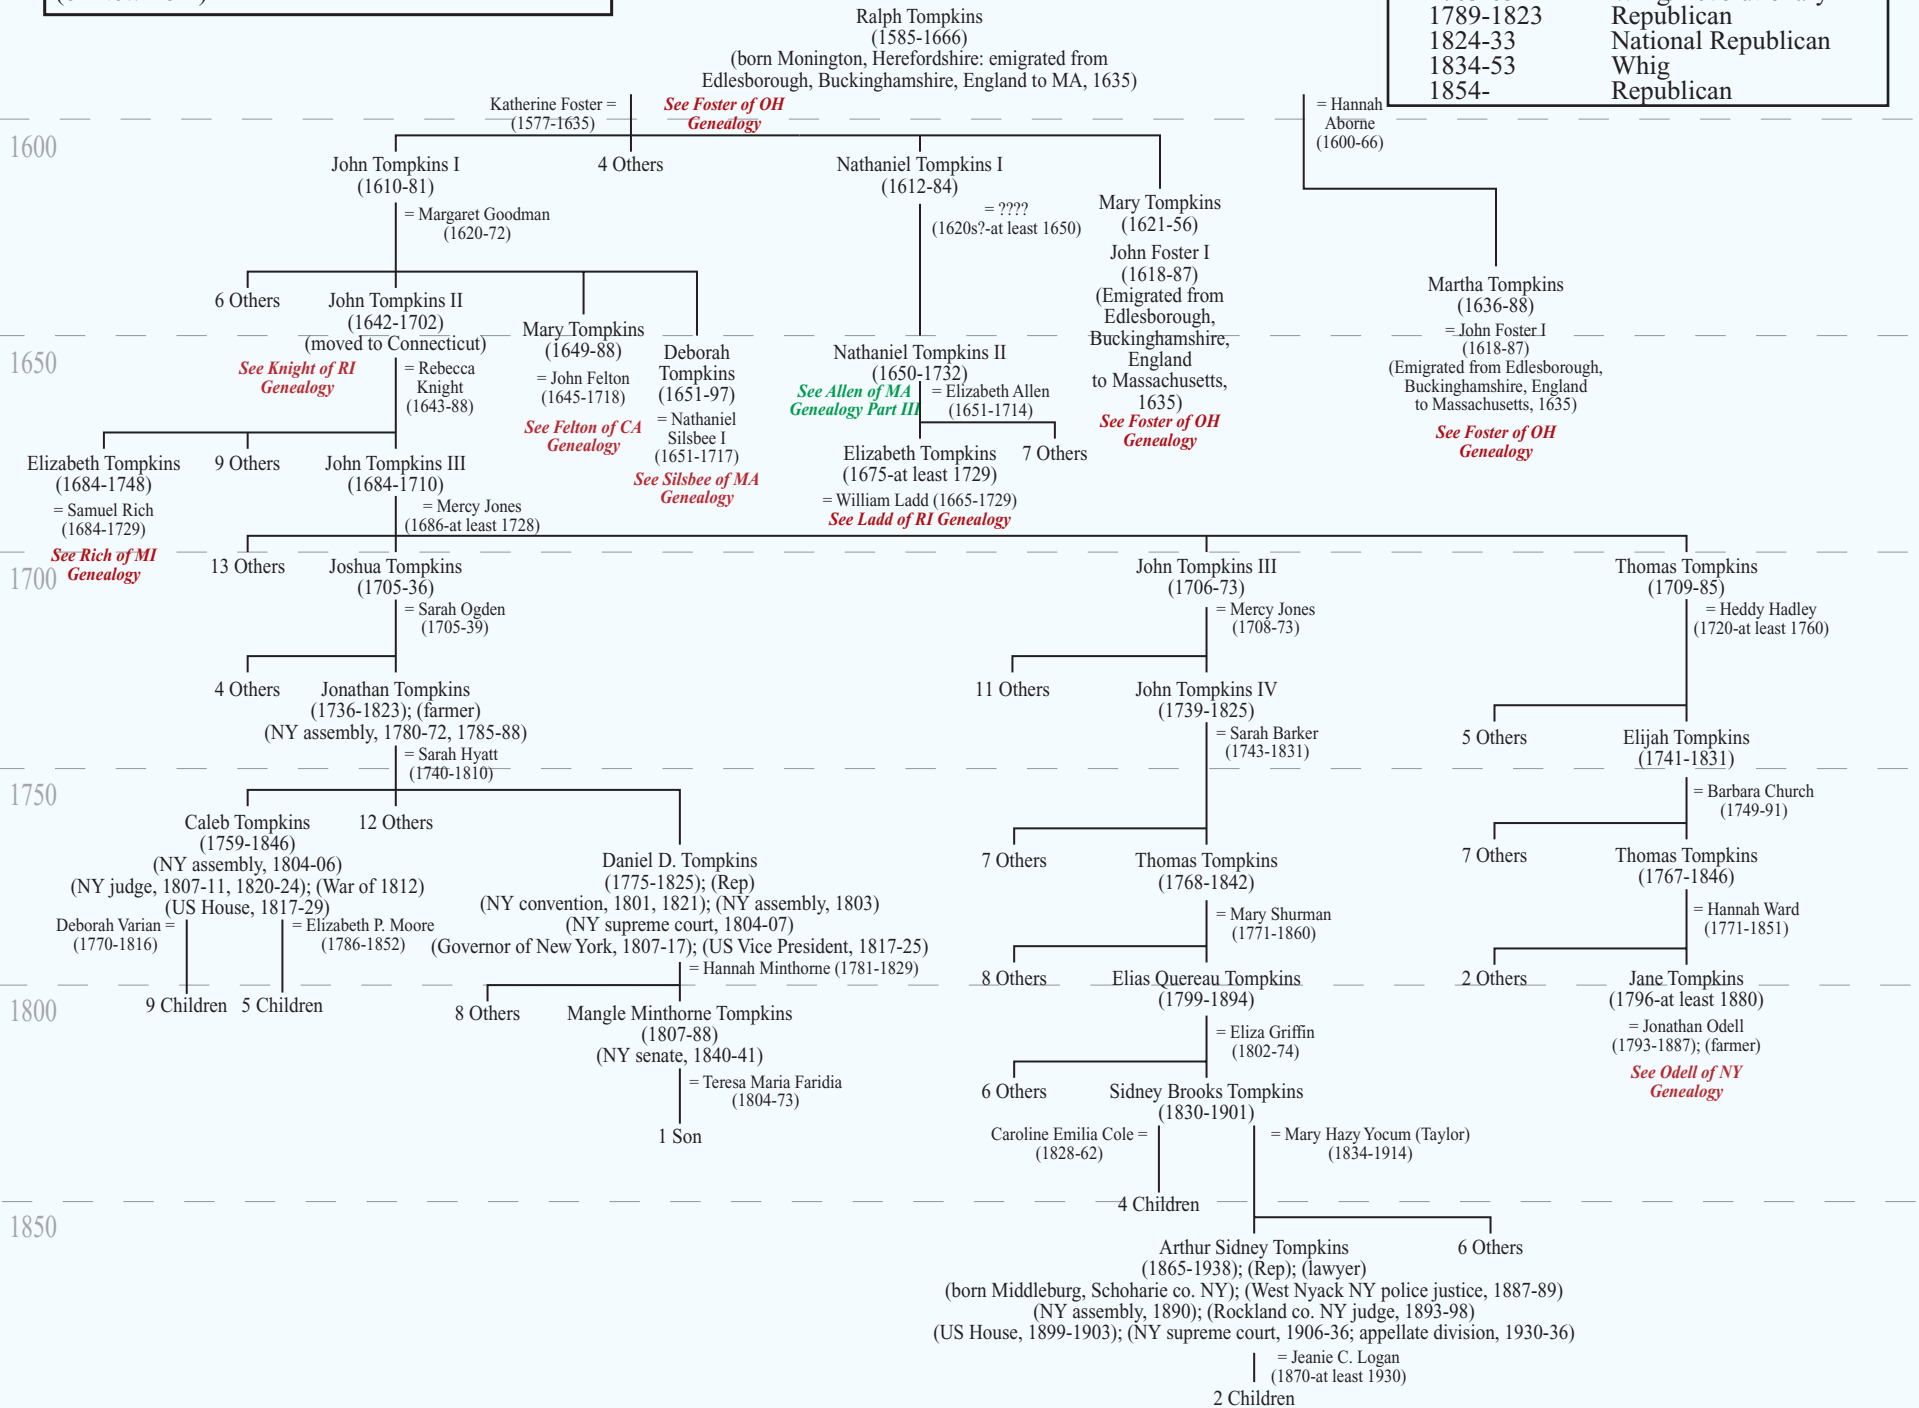 Ralph Tompkins
(1585-1666)
(born Monington, Herefordshire: emigrated from
Edlesborough, Buckinghamshire, England to MA, 1635)
1789-1823 Republican
1824-33 National Republican
1834-53 Whig
1854- Republican
Katherine Foster =
(1577-1635)
See Foster of OH
Genealogy
= Hannah
Aborne
(1600-66)
1600
John Tompkins I
(1610-81)
4 Others
Nathaniel Tompkins I
(1612-84)
Mary Tompkins
(1621-56)
John Foster I
(1618-87)
(Emigrated from
Edlesborough,
Buckinghamshire,
England
to Massachusetts,
1635)
See Foster of OH
Genealogy
= Margaret Goodman
(1620-72)
= ????
(1620s?-at least 1650)
Martha Tompkins
(1636-88)
= John Foster I
(1618-87)
(Emigrated from Edlesborough,
Buckinghamshire, England
to Massachusetts, 1635)
See Foster of OH
Genealogy
6 Others
John Tompkins II
(1642-1702)
(moved to Connecticut)
Mary Tompkins
(1649-88)
= John Felton
(1645-1718)
See Felton of CA
Genealogy
Deborah
Tompkins
(1651-97)
= Nathaniel
Silsbee I
(1651-1717)
See Silsbee of MA
Genealogy
Nathaniel Tompkins II
(1650-1732)
See Allen of MA
Genealogy Part III
= Elizabeth Allen
(1651-1714)
1650
See Knight of RI
Genealogy
= Rebecca
Knight
(1643-88)
Elizabeth Tompkins
(1684-1748)
= Samuel Rich
(1684-1729)
See Rich of MI
Genealogy
9 Others
John Tompkins III
(1684-1710)
= Mercy Jones
(1686-at least 1728)
Elizabeth Tompkins
(1675-at least 1729)
= William Ladd (1665-1729)
See Ladd of RI Genealogy
7 Others
1700
13 Others
Joshua Tompkins
(1705-36)
= Sarah Ogden
(1705-39)
John Tompkins III
(1706-73)
= Mercy Jones
(1708-73)
Thomas Tompkins
(1709-85)
= Heddy Hadley
(1720-at least 1760)
4 Others
Jonathan Tompkins
(1736-1823); (farmer)
(NY assembly, 1780-72, 1785-88)
= Sarah Hyatt
(1740-1810)
11 Others
John Tompkins IV
(1739-1825)
= Sarah Barker
(1743-1831)
5 Others
Elijah Tompkins
(1741-1831)
= Barbara Church
(1749-91)
1750
Caleb Tompkins
(1759-1846)
(NY assembly, 1804-06)
(NY judge, 1807-11, 1820-24); (War of 1812)
(US House, 1817-29)
Deborah Varian =
(1770-1816)
= Elizabeth P. Moore
(1786-1852)
12 Others
Daniel D. Tompkins
(1775-1825); (Rep)
(NY convention, 1801, 1821); (NY assembly, 1803)
(NY supreme court, 1804-07)
(Governor of New York, 1807-17); (US Vice President, 1817-25)
= Hannah Minthorne (1781-1829)
7 Others
Thomas Tompkins
(1768-1842)
= Mary Shurman
(1771-1860)
7 Others
Thomas Tompkins
(1767-1846)
= Hannah Ward
(1771-1851)
1800
9 Children
5 Children
8 Others
Mangle Minthorne Tompkins
(1807-88)
(NY senate, 1840-41)
= Teresa Maria Faridia
(1804-73)
1 Son
8 Others
Elias Quereau Tompkins
(1799-1894)
= Eliza Griffin
(1802-74)
2 Others
Jane Tompkins
(1796-at least 1880)
= Jonathan Odell
(1793-1887); (farmer)
See Odell of NY
Genealogy
6 Others
Sidney Brooks Tompkins
(1830-1901)
Caroline Emilia Cole =
(1828-62)
= Mary Hazy Yocum (Taylor)
(1834-1914)
4 Children
1850
Arthur Sidney Tompkins
(1865-1938); (Rep); (lawyer)
(born Middleburg, Schoharie co. NY); (West Nyack NY police justice, 1887-89)
(NY assembly, 1890); (Rockland co. NY judge, 1893-98)
(US House, 1899-1903); (NY supreme court, 1906-36; appellate division, 1930-36)
6 Others
= Jeanie C. Logan
(1870-at least 1930)
2 Children